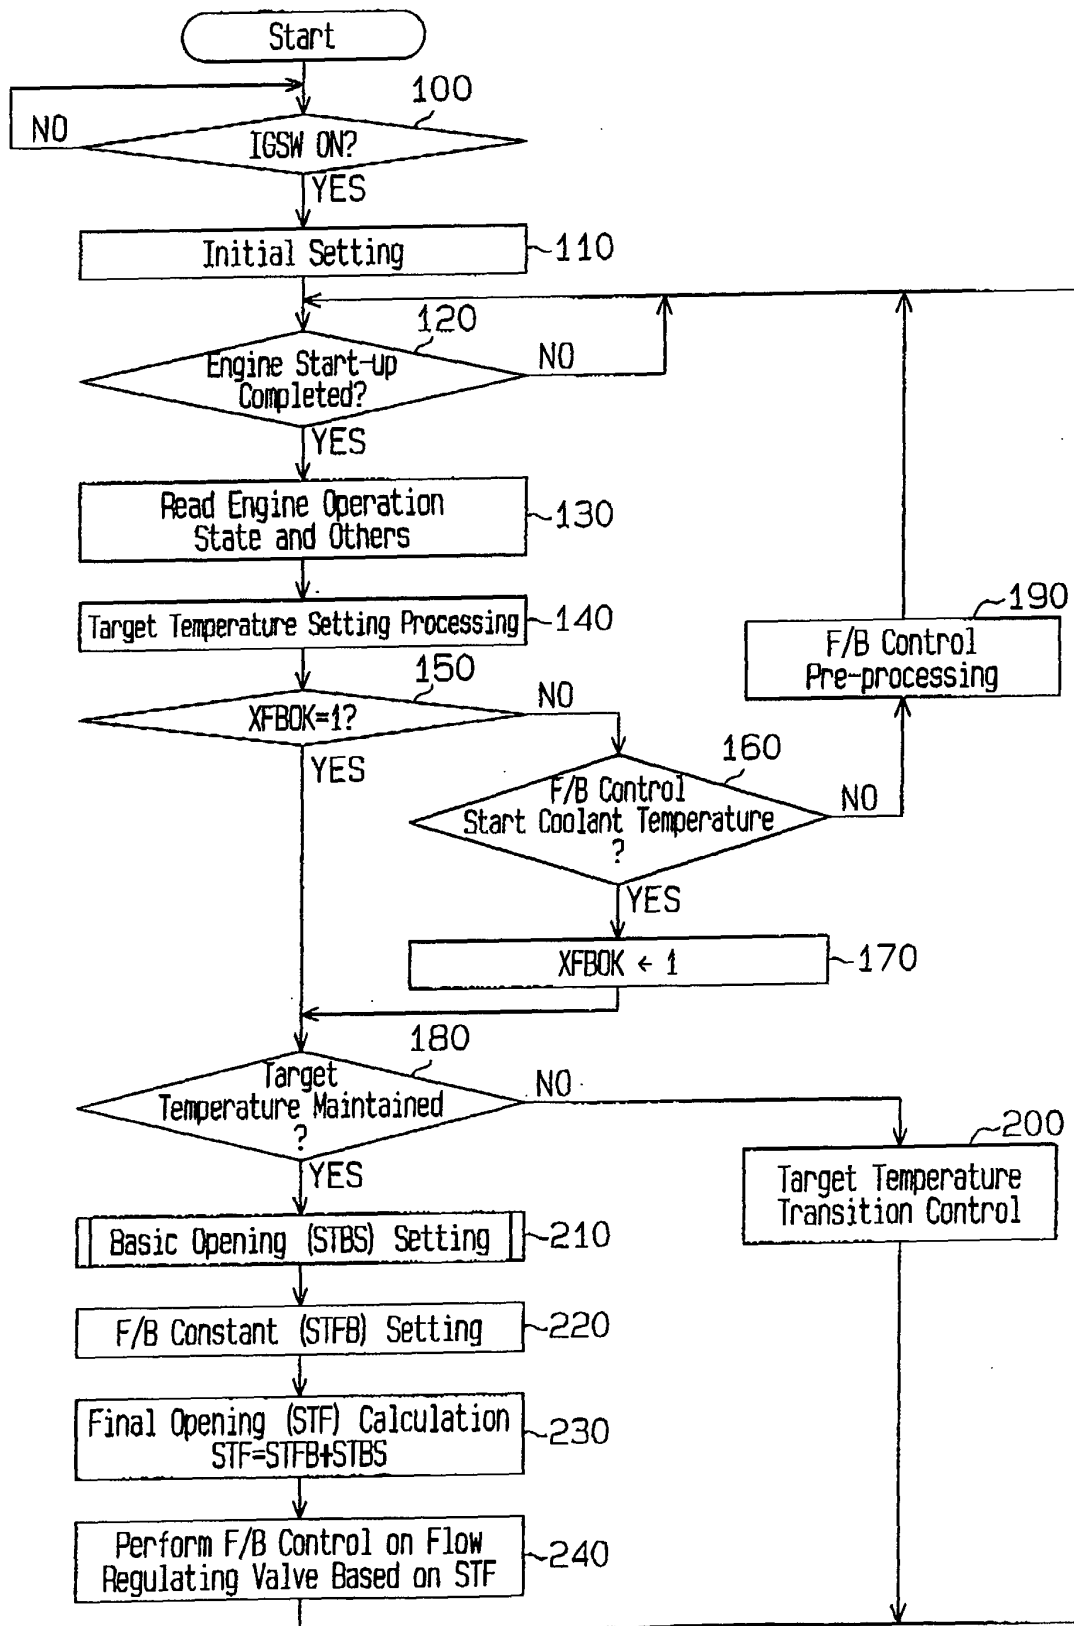 Start
100
NO
IGSW ON?
YES
Initial Setting
110
120
Engine Start-up
Completed?
NO
YES
Read Engine Operation
State and Others
130
Target Temperature Setting Processing
140
190
F/B Control
Pre-processing
150
XFBOK=1?
NO
YES
160
F/B Control
Start Coolant Temperature
?
NO
YES
XFBOK ← 1
170
180
Target
Temperature Maintained
?
NO
YES
200
Target Temperature
Transition Control
Basic Opening (STBS) Setting
210
F/B Constant (STFB) Setting
220
Final Opening (STF) Calculation
STF=STFB+STBS
230
Perform F/B Control on Flow
Regulating Valve Based on STF
240